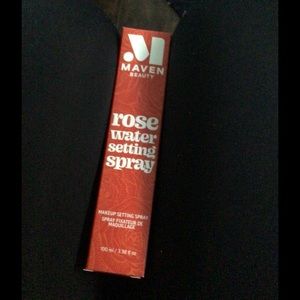 MAVEN
BEAUTY
rose
water
setting
spray
MAKEUP SETTING SPRAY
SPRAY FIXATEUR DE
MAQUILLAGE
100 ml / 3.38 fl oz